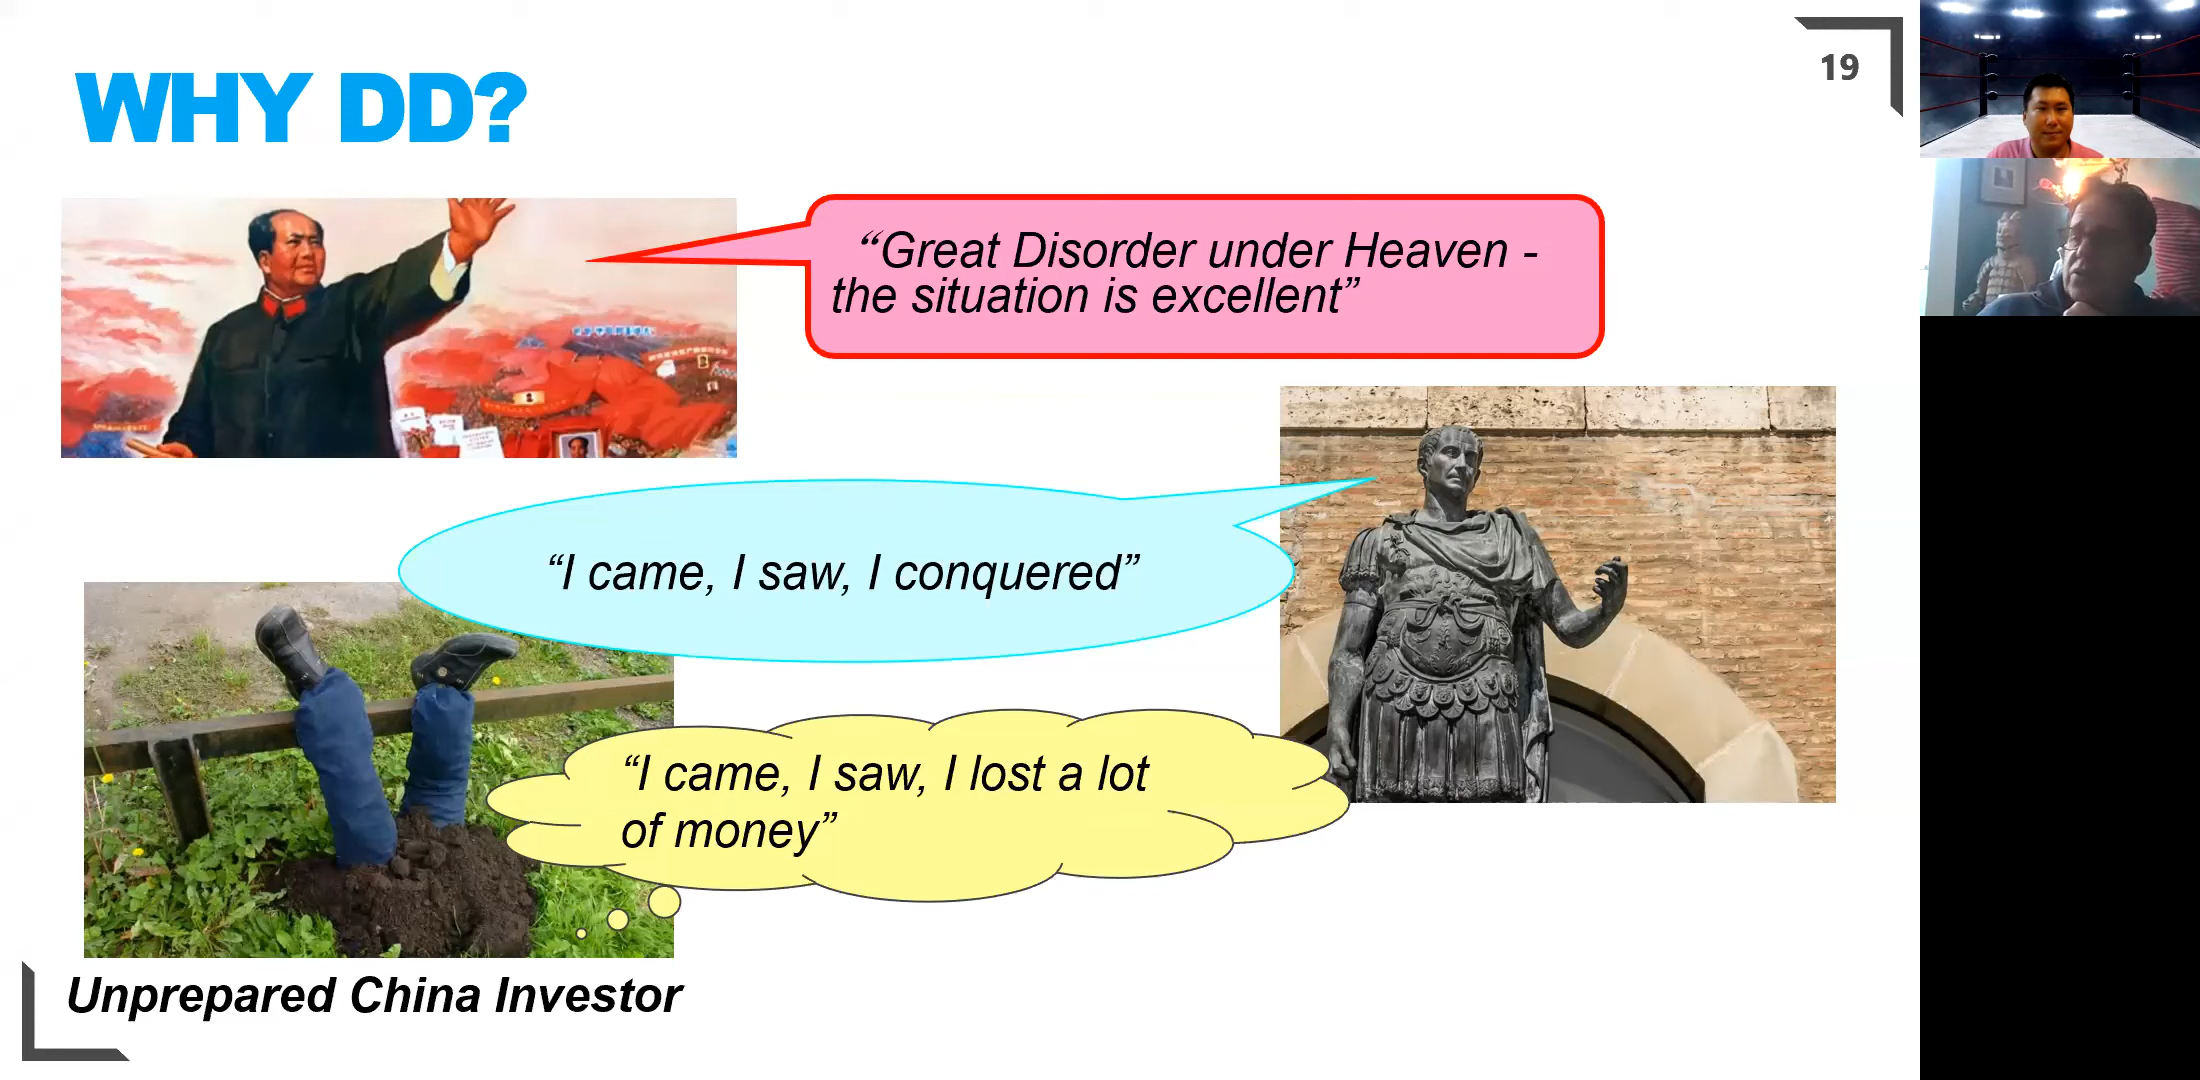 WHY DD?
19
“Great Disorder under Heaven -
the situation is excellent”
“I came, I saw, I conquered”
“I came, I saw, I lost a lot
of money”
Unprepared China Investor